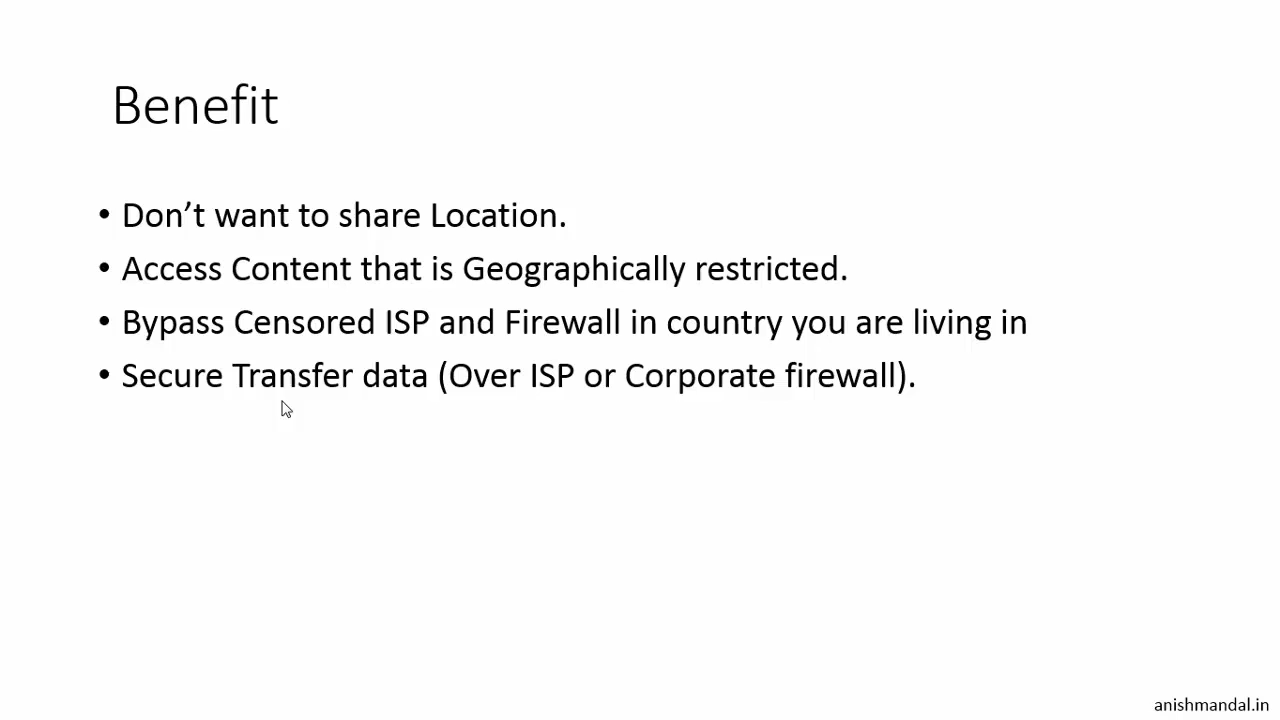 Benefit
• Don’t want to share Location.
• Access Content that is Geographically restricted.
• Bypass Censored ISP and Firewall in country you are living in
• Secure Transfer data (Over ISP or Corporate firewall).
anishmandal.in